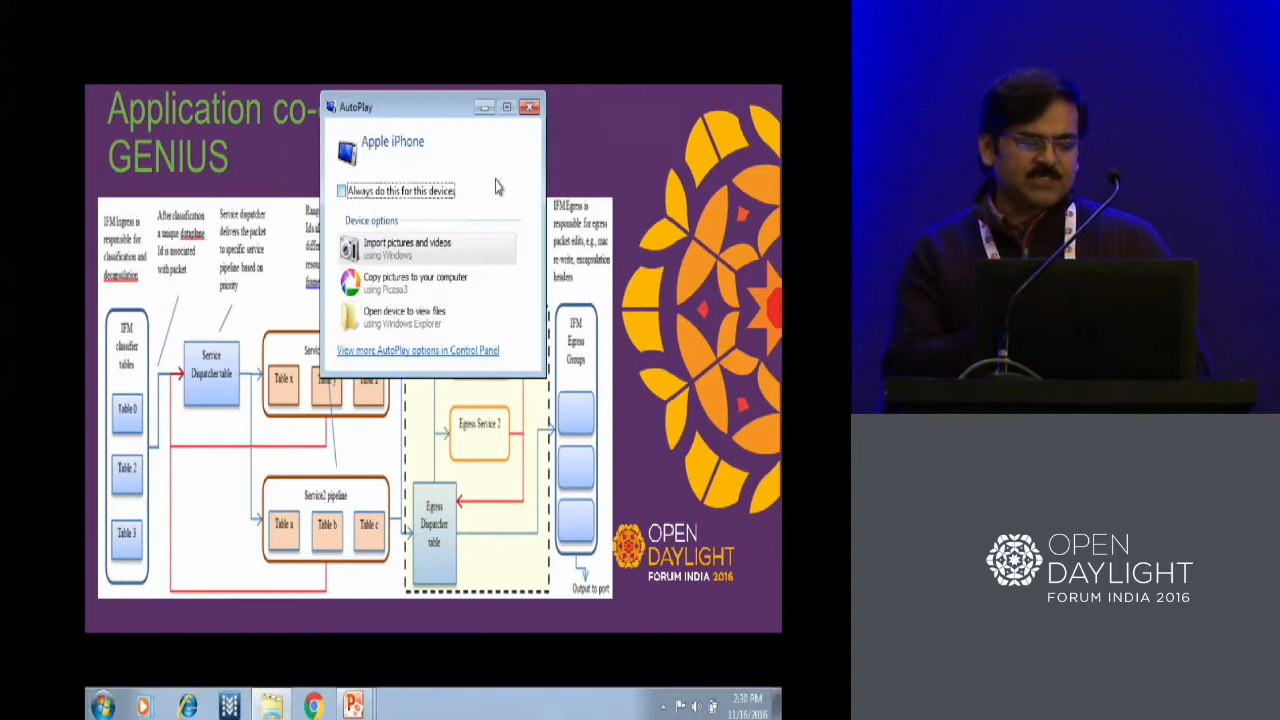 Application co-
GENIUS
AutoPlay
Apple iPhone
Always do this for this device:
Device options
Import pictures and videos
using Windows
Copy pictures to your computer
using Picasa3
Open device to view files
using Windows Explorer
View more AutoPlay options in Control Panel
IFM Ingress is
responsible for
classification and
decapsulation
After classification
a unique dataplane
Id is associated
with packet
Service dispatcher
delivers the packet
to specific service
pipeline based on
priority
IFM Egress is
responsible for egress
packet edits, e.g., mac
re-write, encapsulation
headers
IFM
classifier
tables
Table 0
Table 2
Table 3
Service
Dispatcher table
Table x
Service2 pipeline
Table a
Table b
Table c
Egress Service 2
Egress
Dispatcher
table
IFM
Egress
Groups
Output to port
OPEN
DAYLIGHT
FORUM INDIA 2016
2:30 PM
11/16/2016
OPEN
DAYLIGHT
FORUM INDIA 2016